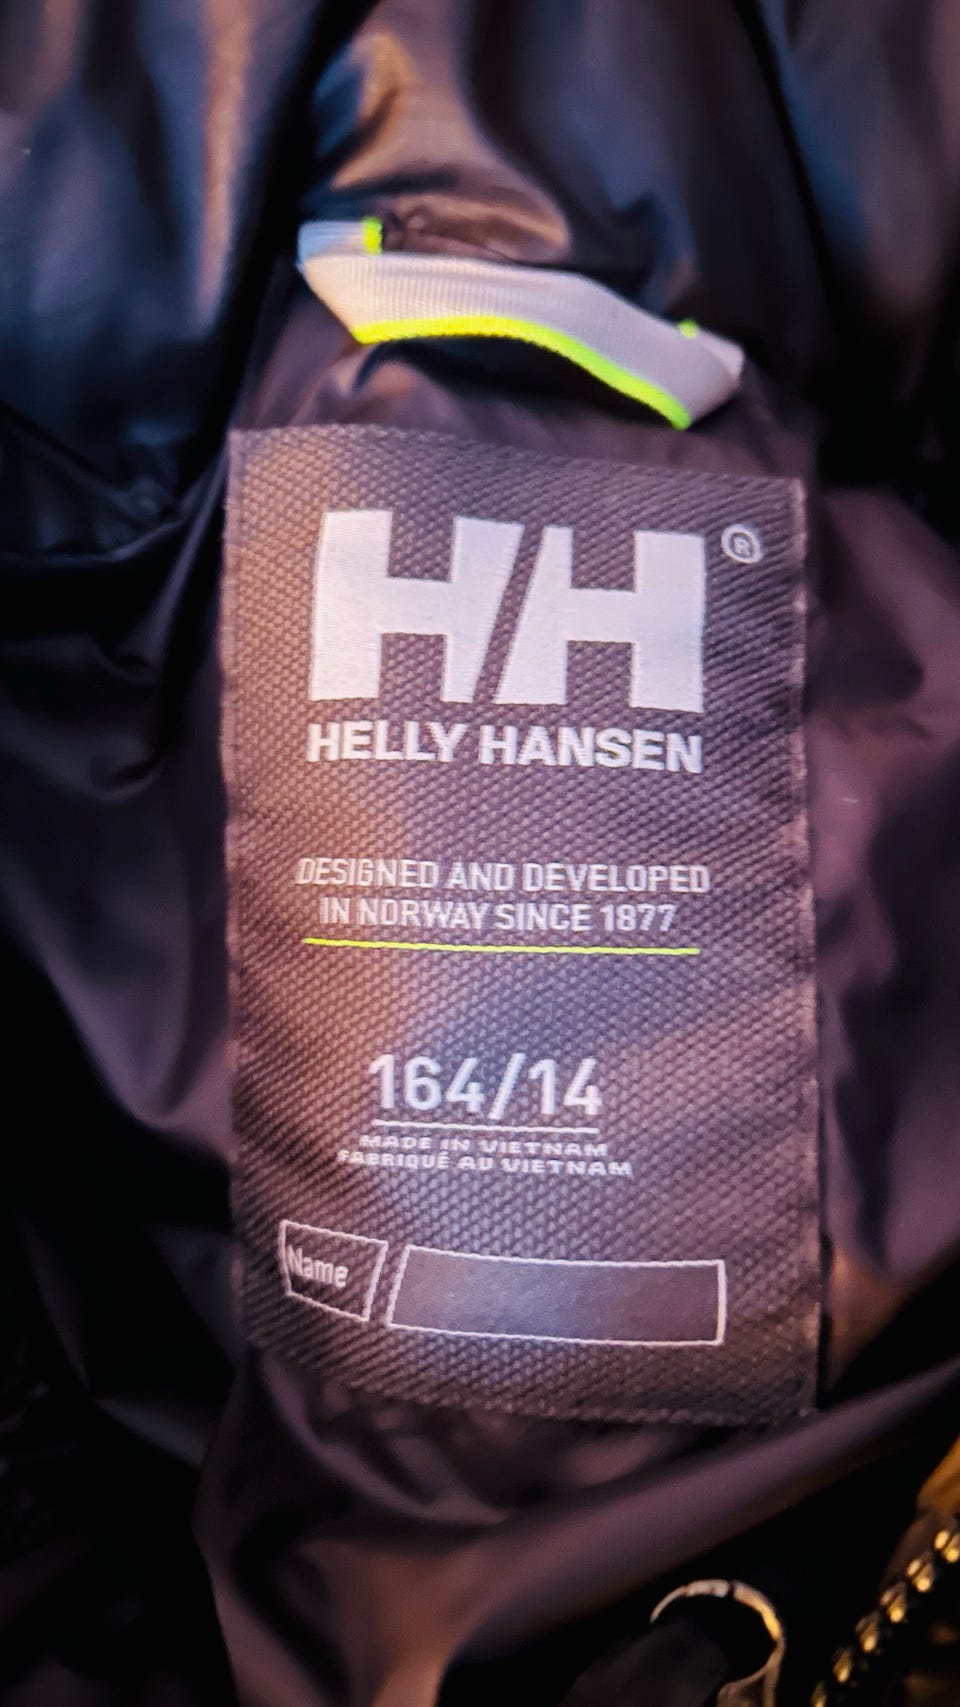 HH®
HELLY HANSEN
DESIGNED AND DEVELOPED
IN NORWAY SINCE 1877
164/14
MADE IN VIETNAM
FABRIQUÉ AU VIETNAM
Name